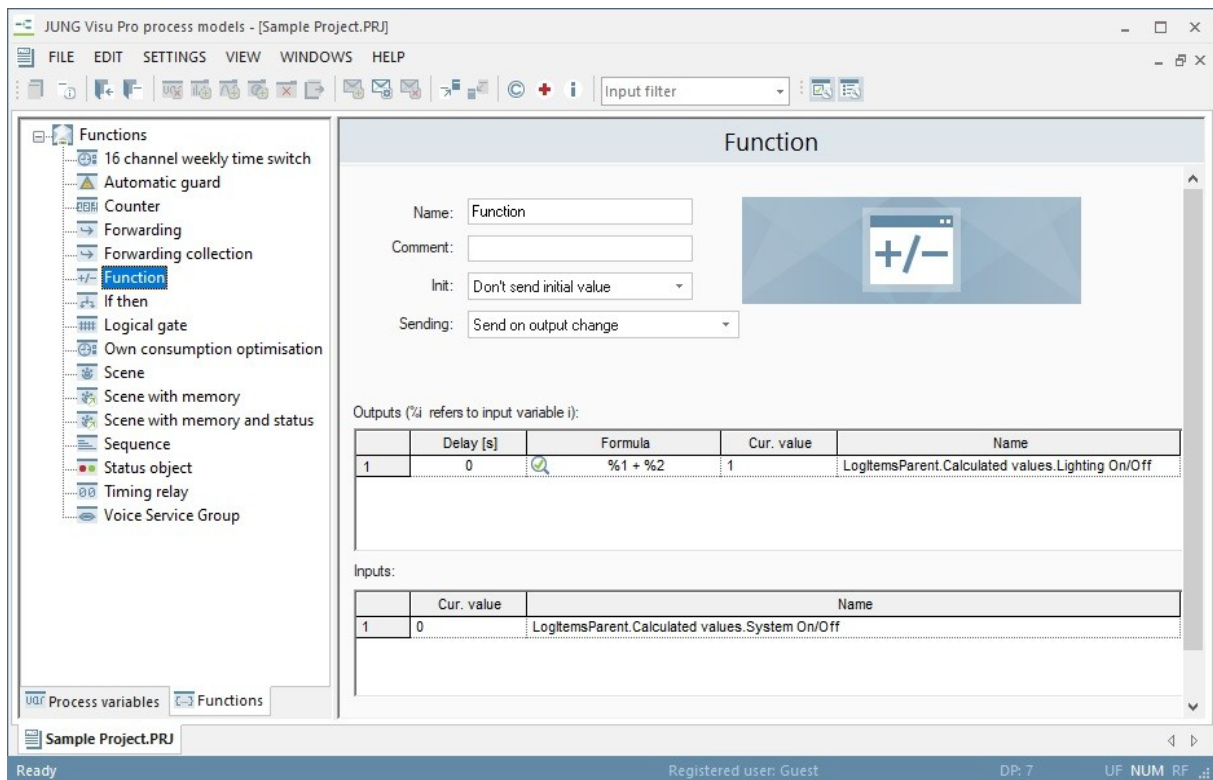 JUNG Visu Pro process models - [Sample Project.PRJ]
FILE EDIT SETTINGS VIEW WINDOWS HELP
Input filter
Functions
16 channel weekly time switch
Automatic guard
Counter
Forwarding
Forwarding collection
+/- Function
If then
Logical gate
Own consumption optimisation
Scene
Scene with memory
Scene with memory and status
Sequence
Status object
Timing relay
Voice Service Group
Process variables Functions
Function
Name: Function
Comment:
Init: Don't send initial value
Sending: Send on output change
+/-
Outputs (%i refers to input variable i):
Delay [s] Formula Cur. value Name
1 0 %1 + %2 1 LogItemsParent.Calculated values.Lighting On/Off
Inputs:
Cur. value Name
1 0 LogItemsParent.Calculated values.System On/Off
Sample Project.PRJ
Ready Registered user: Guest DP: 7 UF NUM RF